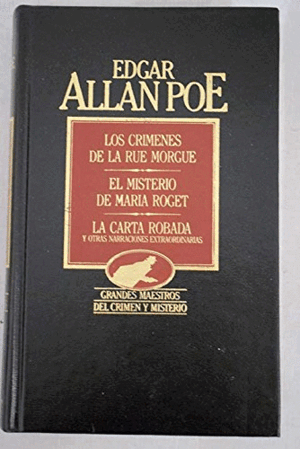 EDGAR
ALLAN POE
LOS CRIMENES
DE LA RUE MORGUE
EL MISTERIO
DE MARIA ROGET
LA CARTA ROBADA
Y OTRAS NARRACIONES EXTRAORDINARIAS
GRANDES MAESTROS
DEL CRIMEN Y MISTERIO